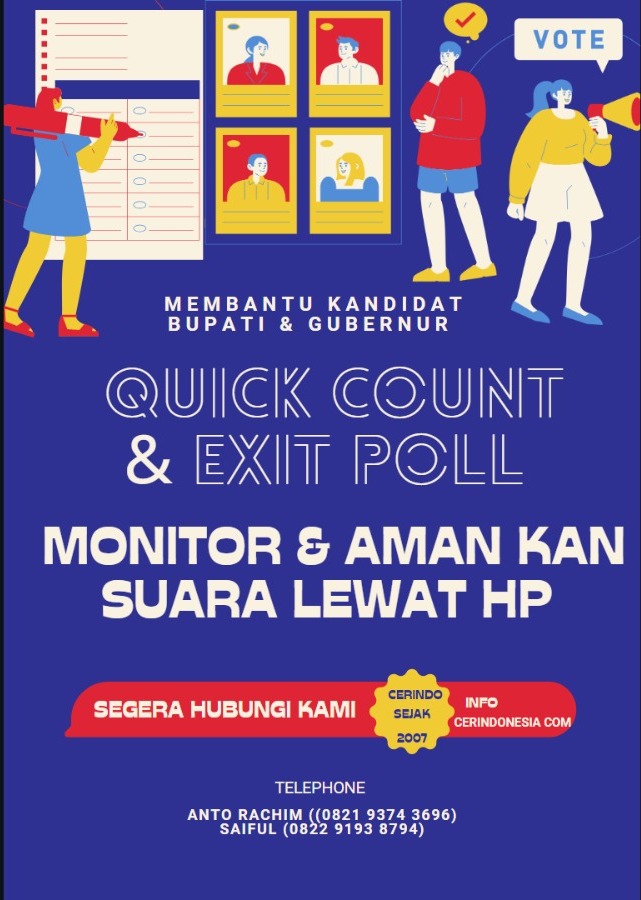 VOTE
MEMBANTU KANDIDAT
BUPATI & GUBERNUR
QUICK COUNT
& EXIT POLL
MONITOR & AMAN KAN
SUARA LEWAT HP
SEGERA HUBUNGI KAMI
CERINDO
SEJAK
2007
INFO
CERINDONESIA COM
TELEPHONE
ANTO RACHIM ((0821 9374 3696)
SAIFUL (0822 9193 8794)